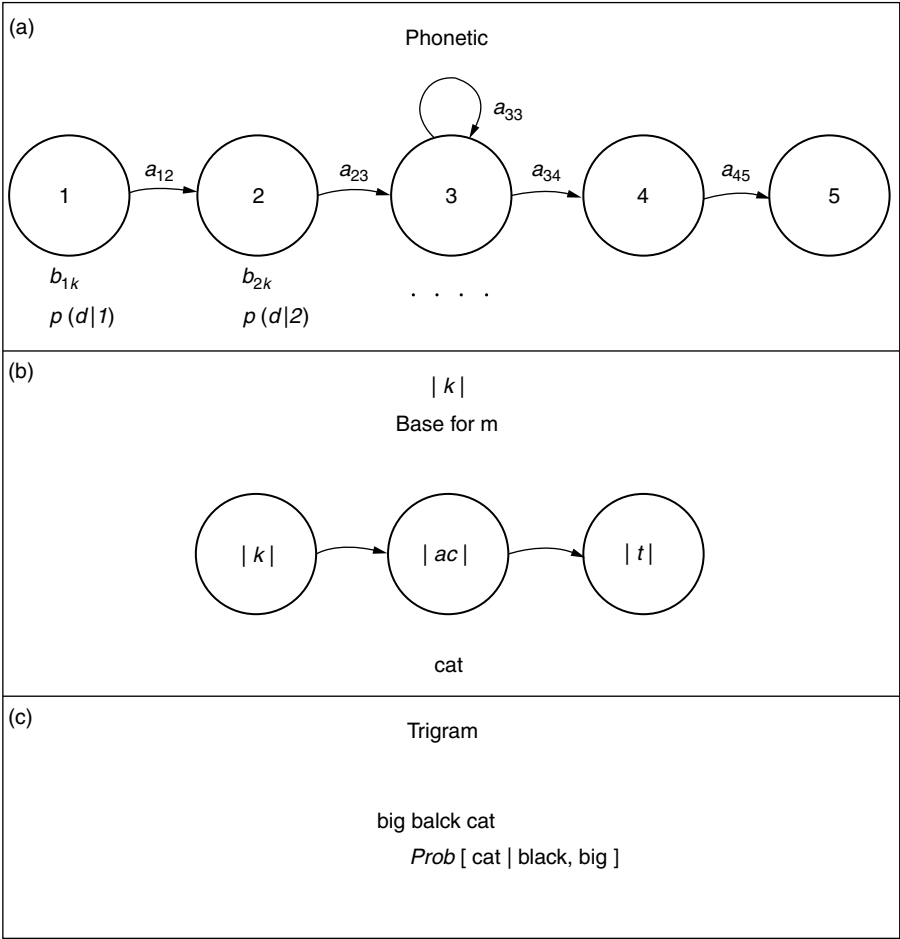 (a)
Phonetic
a33
a12 a23 a34 a45
1 2 3 4 5
b1k b2k
. . . .
p (d|1) p (d|2)
(b)
| k |
Base for m
| k | | ac | | t |
cat
(c)
Trigram
big balck cat
Prob [ cat | black, big ]